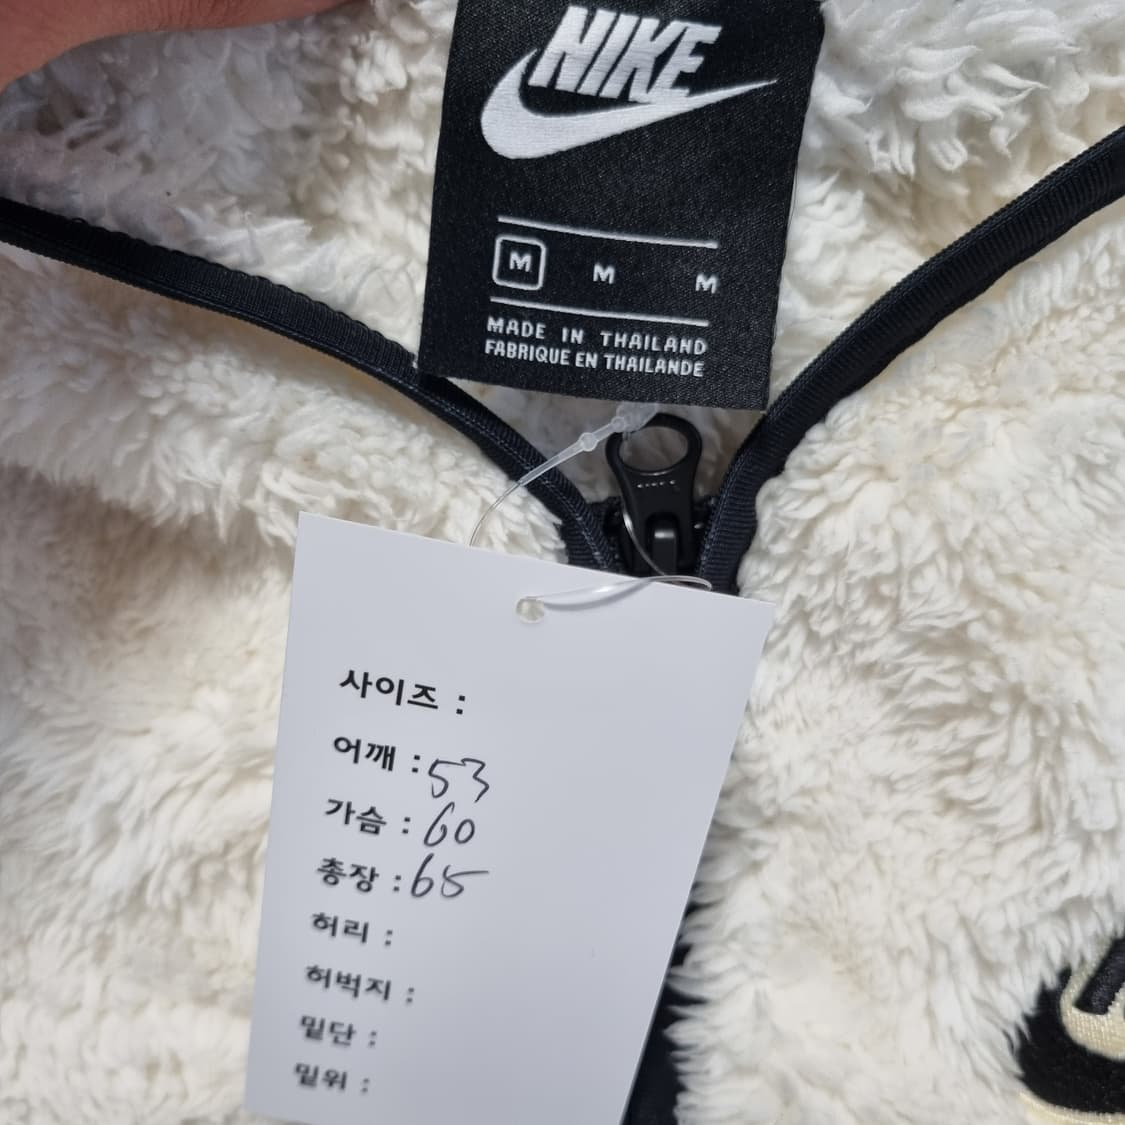 NIKE
M M M
MADE IN THAILAND
FABRIQUE EN THAILANDE
사이즈 :
어깨 : 53
가슴 : 60
총장 : 65
허리 :
허벅지 :
밑단 :
밑위 :